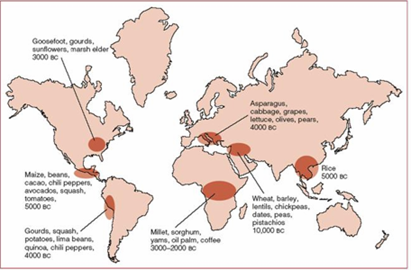 Goosefoot, gourds,
sunflowers, marsh elder
3000 BC
Asparagus,
cabbage, grapes,
lettuce, olives, pears,
4000 BC
Maize, beans,
cacao, chili peppers,
avocados, squash,
tomatoes,
5000 BC
Rice
5000 BC
Wheat, barley,
lentils, chickpeas,
dates, peas,
pistachios
10,000 BC
Gourds, squash,
potatoes, lima beans,
quinoa, chili peppers,
4000 BC
Millet, sorghum,
yams, oil palm, coffee
3000–2000 BC